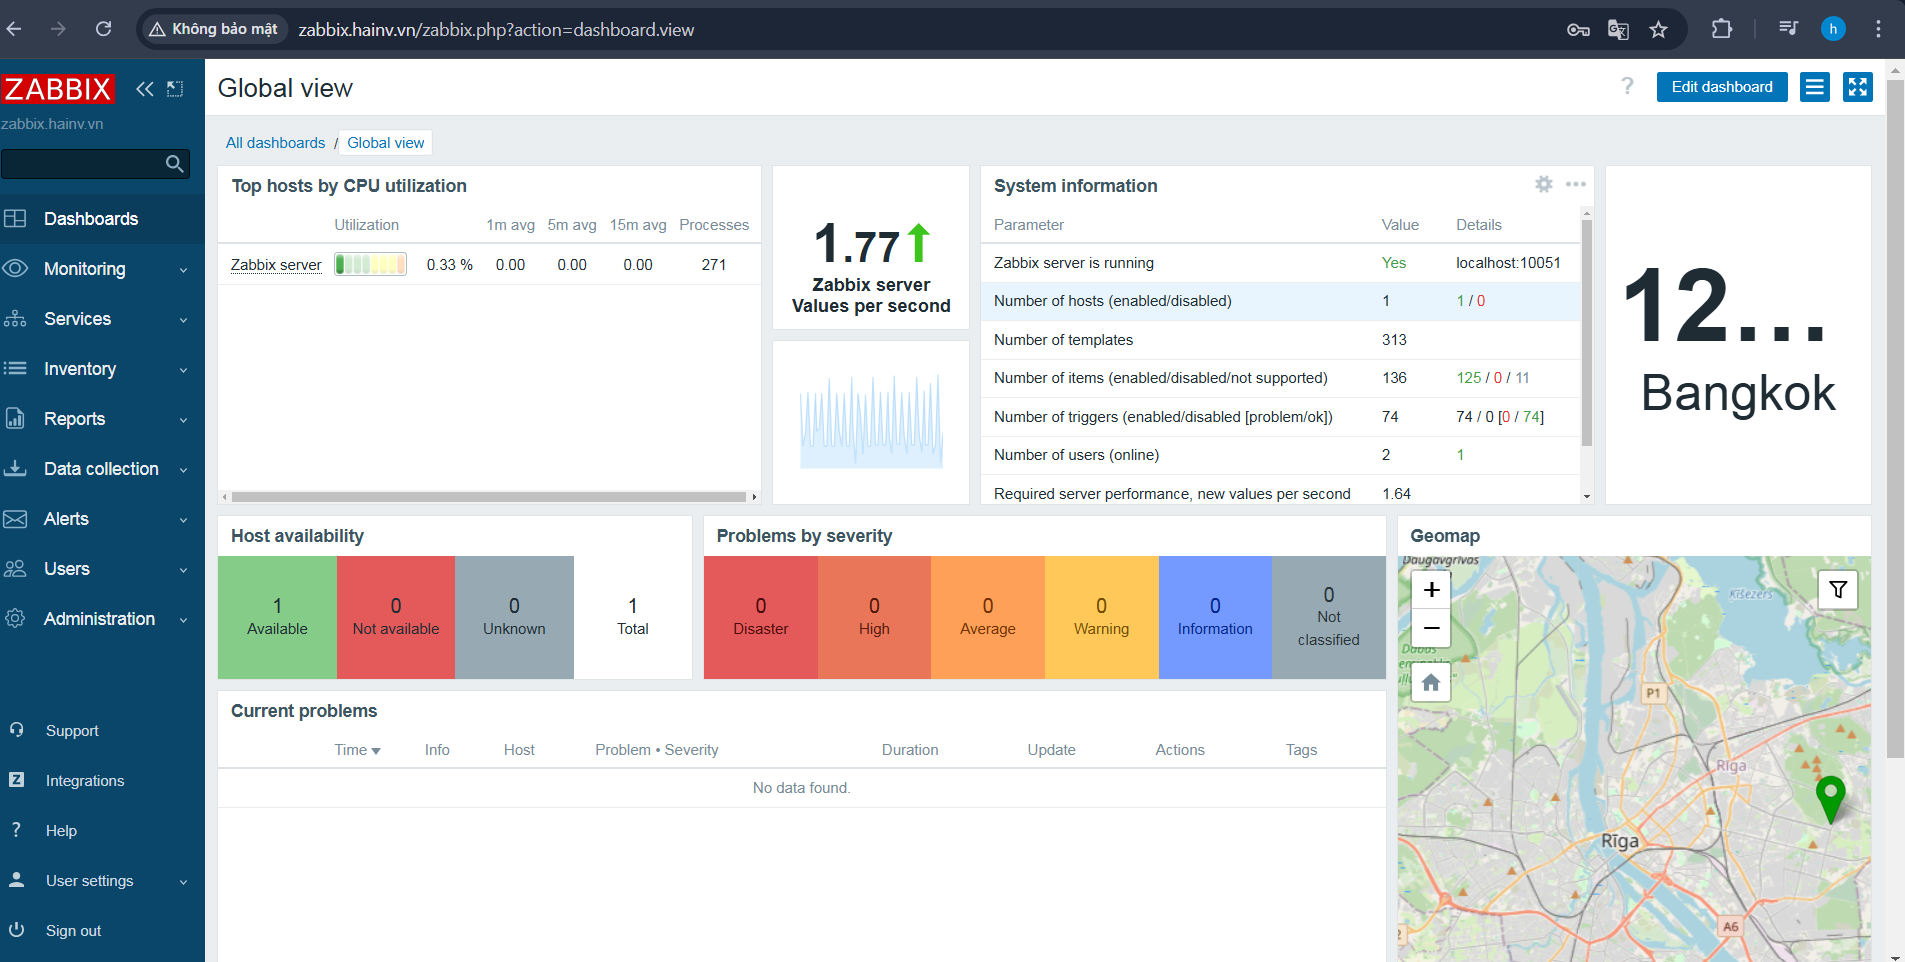 Không bảo mật
zabbix.hainv.vn/zabbix.php?action=dashboard.view
h
ZABBIX
zabbix.hainv.vn
Dashboards
Monitoring
Services
Inventory
Reports
Data collection
Alerts
Users
Administration
Support
Integrations
Help
User settings
Sign out
Global view
? Edit dashboard
All dashboards / Global view
Top hosts by CPU utilization
Utilization 1m avg 5m avg 15m avg Processes
Zabbix server 0.33 % 0.00 0.00 0.00 271
1.77
Zabbix server
Values per second
System information
Parameter Value Details
Zabbix server is running Yes localhost:10051
Number of hosts (enabled/disabled) 1 1 / 0
Number of templates 313
Number of items (enabled/disabled/not supported) 136 125 / 0 / 11
Number of triggers (enabled/disabled [problem/ok]) 74 74 / 0 [0 / 74]
Number of users (online) 2 1
Required server performance, new values per second 1.64
12...
Bangkok
Host availability
1 Available
0 Not available
0 Unknown
1 Total
Problems by severity
0 Disaster
0 High
0 Average
0 Warning
0 Information
0 Not classified
Current problems
Time Info Host Problem • Severity Duration Update Actions Tags
No data found.
Geomap
Daugavgrīvas
+
−
Ķīšezers
Dabas
P1
Rīga
Rīga
A6